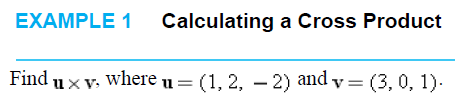 EXAMPLE 1 Calculating a Cross Product
Find u × v, where u = (1, 2, −2) and v = (3, 0, 1).